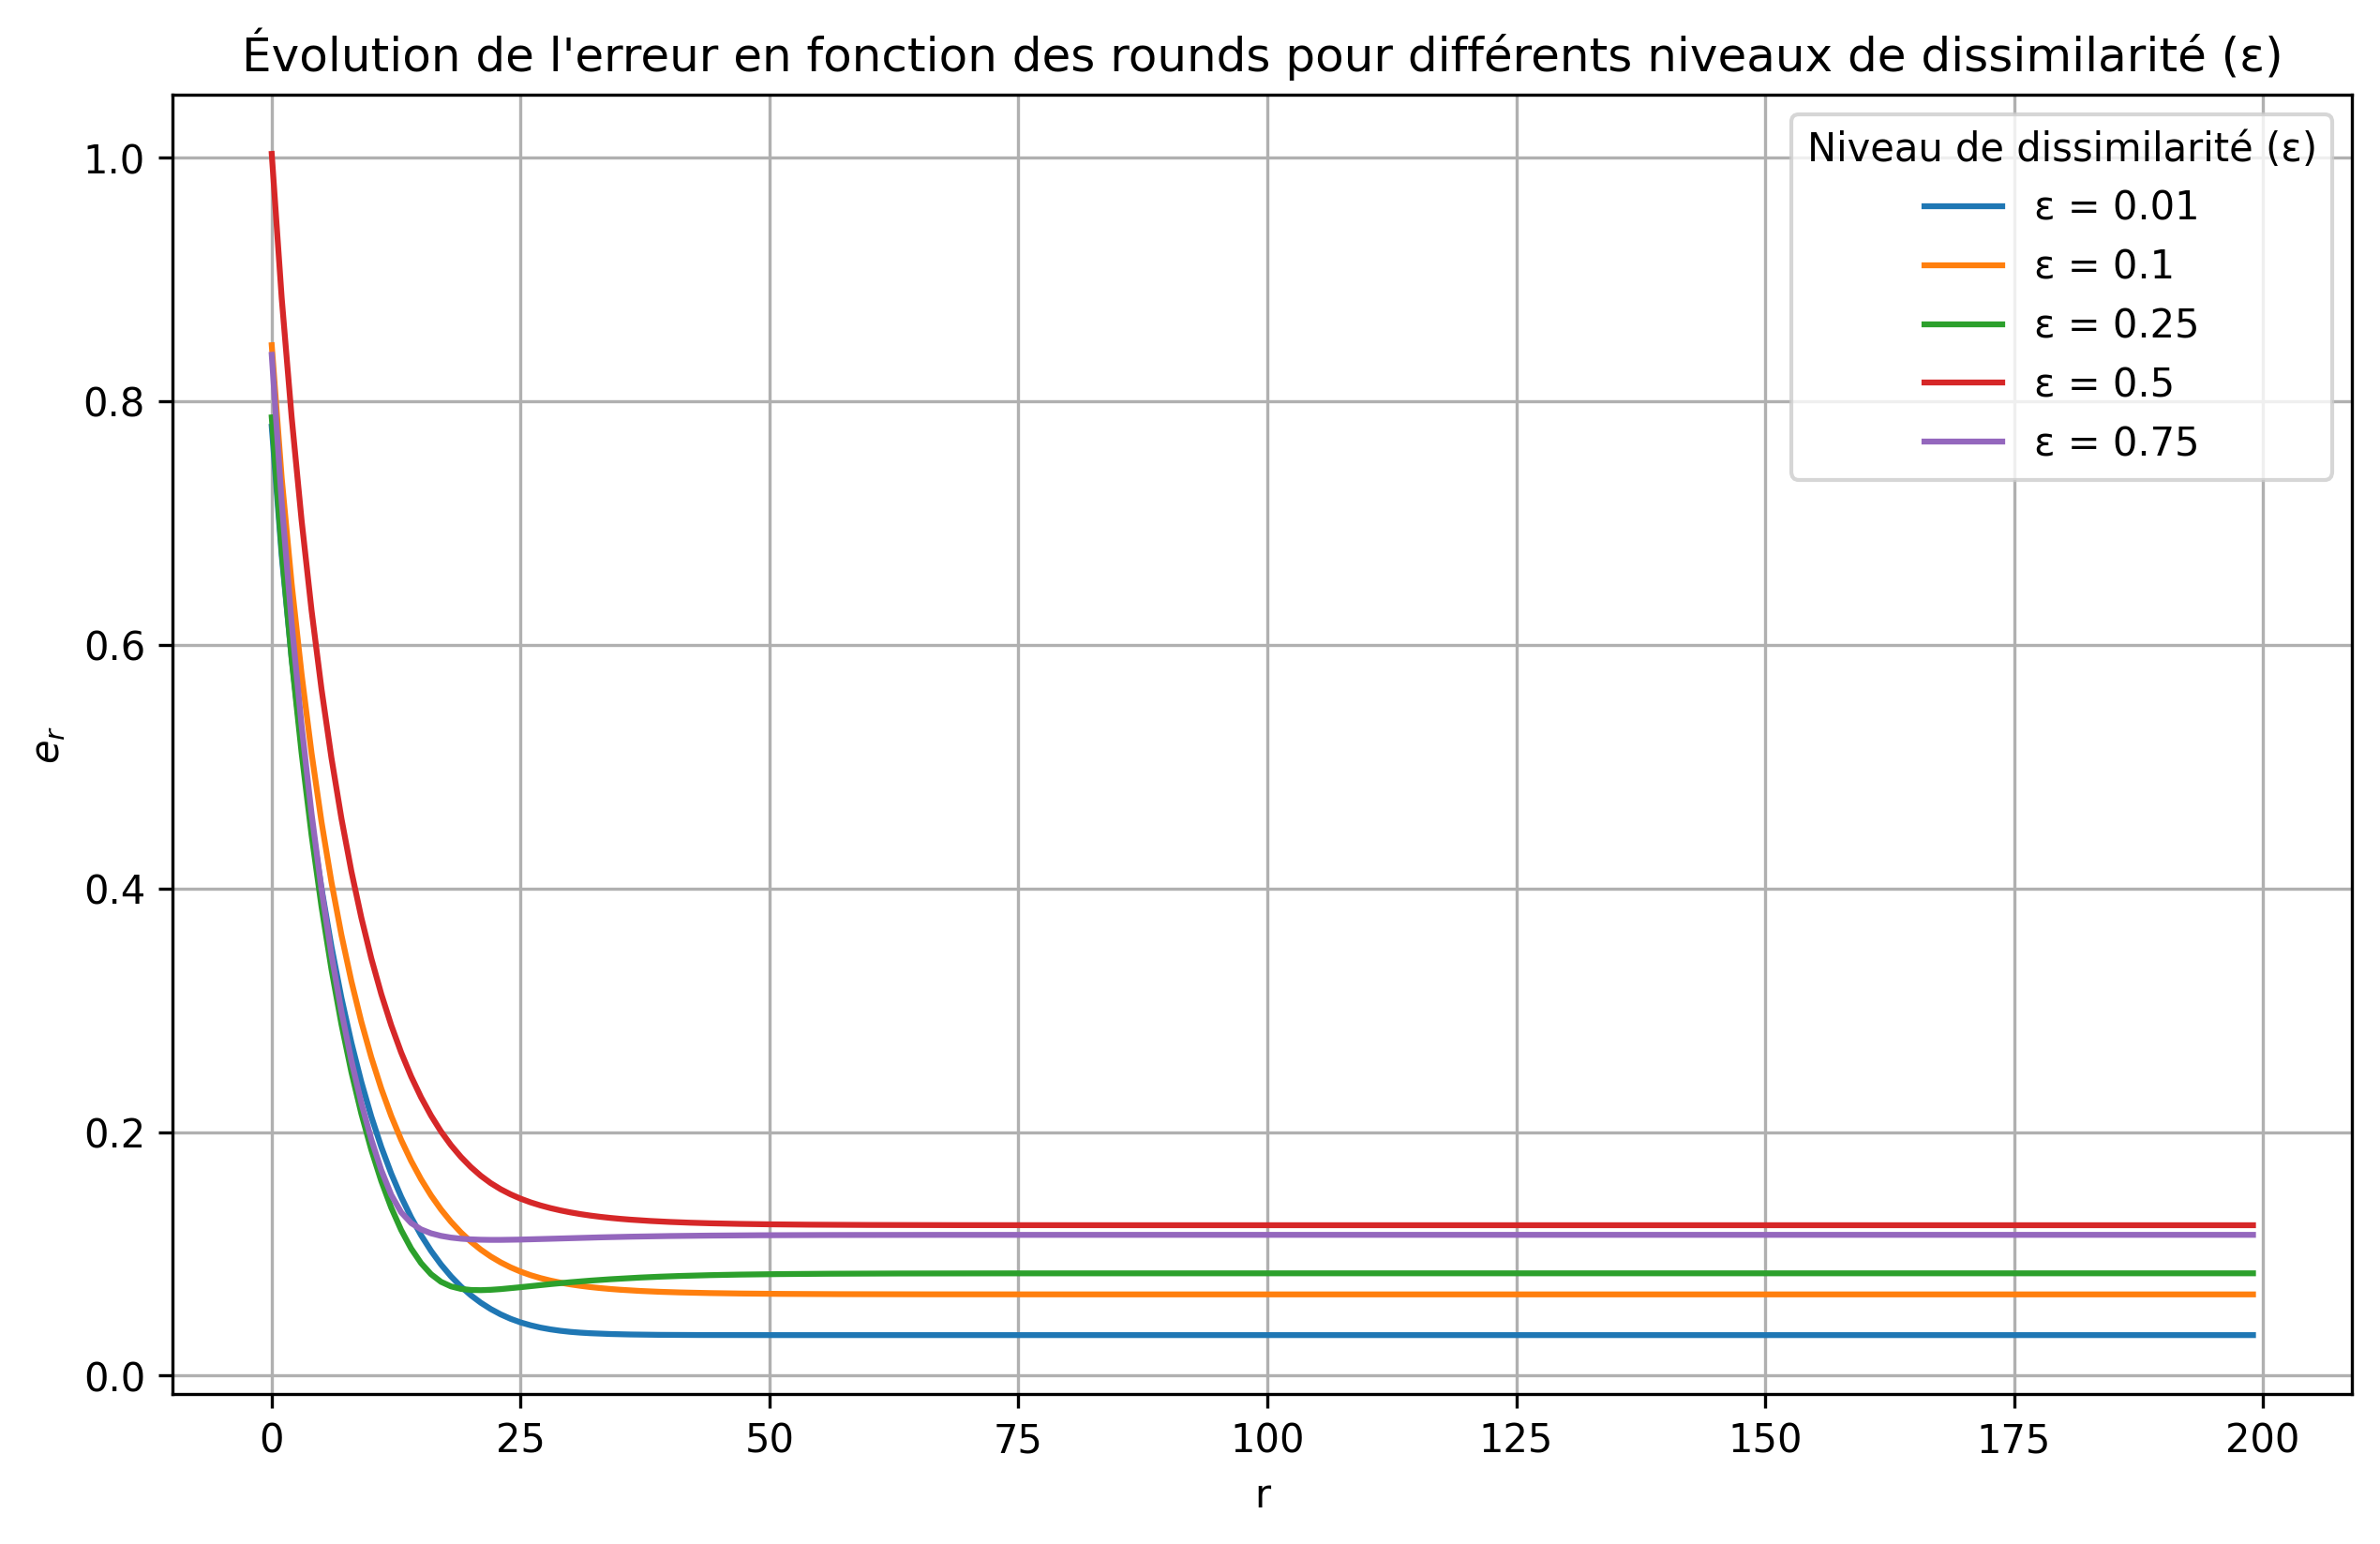 Évolution de l'erreur en fonction des rounds pour différents niveaux de dissimilarité (ε)
Niveau de dissimilarité (ε)
ε = 0.01
ε = 0.1
ε = 0.25
ε = 0.5
ε = 0.75
1.0
0.8
0.6
0.4
0.2
0.0
e_r
0 25 50 75 100 125 150 175 200
r